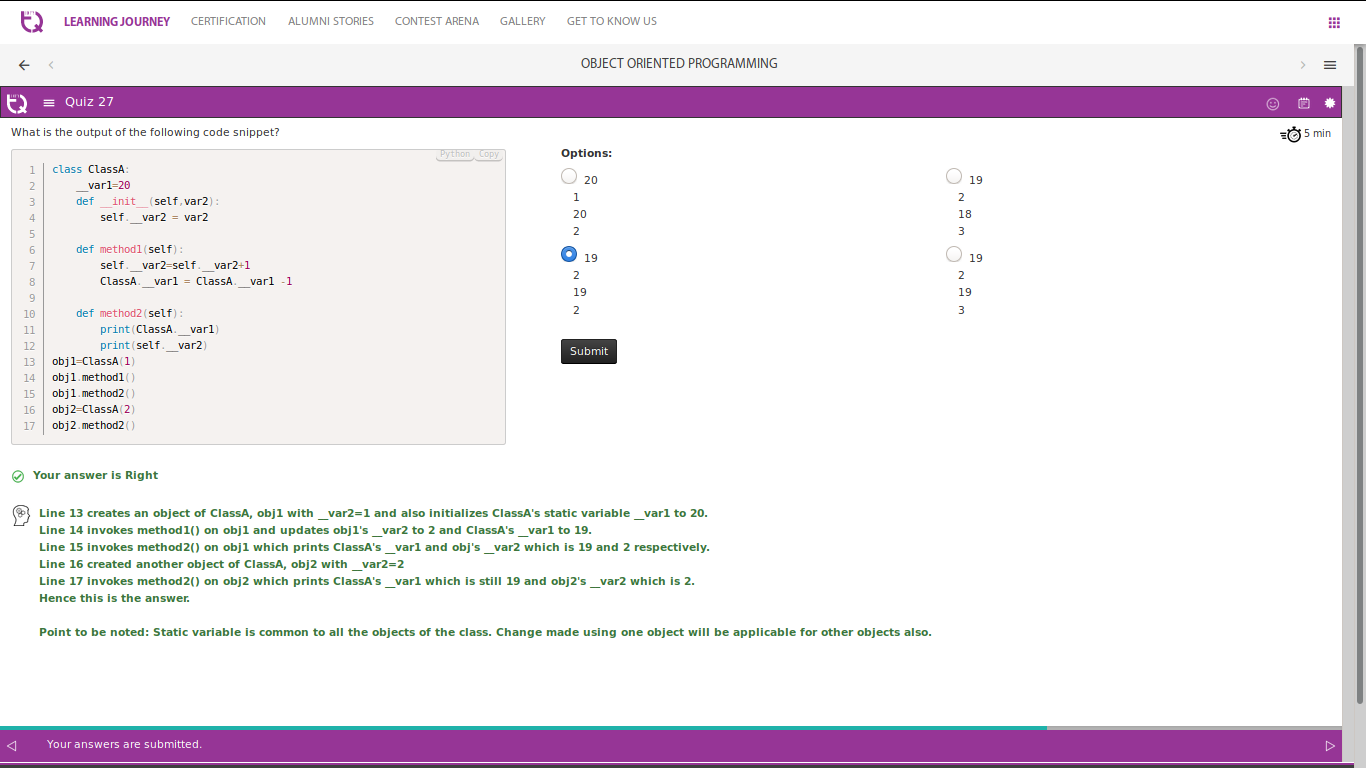 LEARNING JOURNEY CERTIFICATION ALUMNI STORIES CONTEST ARENA GALLERY GET TO KNOW US
OBJECT ORIENTED PROGRAMMING
Quiz 27
What is the output of the following code snippet?
5 min
Python Copy
1 class ClassA:
2     __var1=20
3     def __init__(self,var2):
4         self.__var2 = var2
5
6     def method1(self):
7         self.__var2=self.__var2+1
8         ClassA.__var1 = ClassA.__var1 -1
9
10     def method2(self):
11         print(ClassA.__var1)
12         print(self.__var2)
13 obj1=ClassA(1)
14 obj1.method1()
15 obj1.method2()
16 obj2=ClassA(2)
17 obj2.method2()
Options:
20
1
20
2
19
2
18
3
19
2
19
2
19
2
19
3
Submit
Your answer is Right
Line 13 creates an object of ClassA, obj1 with __var2=1 and also initializes ClassA's static variable __var1 to 20.
Line 14 invokes method1() on obj1 and updates obj1's __var2 to 2 and ClassA's __var1 to 19.
Line 15 invokes method2() on obj1 which prints ClassA's __var1 and obj's __var2 which is 19 and 2 respectively.
Line 16 created another object of ClassA, obj2 with __var2=2
Line 17 invokes method2() on obj2 which prints ClassA's __var1 which is still 19 and obj2's __var2 which is 2.
Hence this is the answer.
Point to be noted: Static variable is common to all the objects of the class. Change made using one object will be applicable for other objects also.
Your answers are submitted.